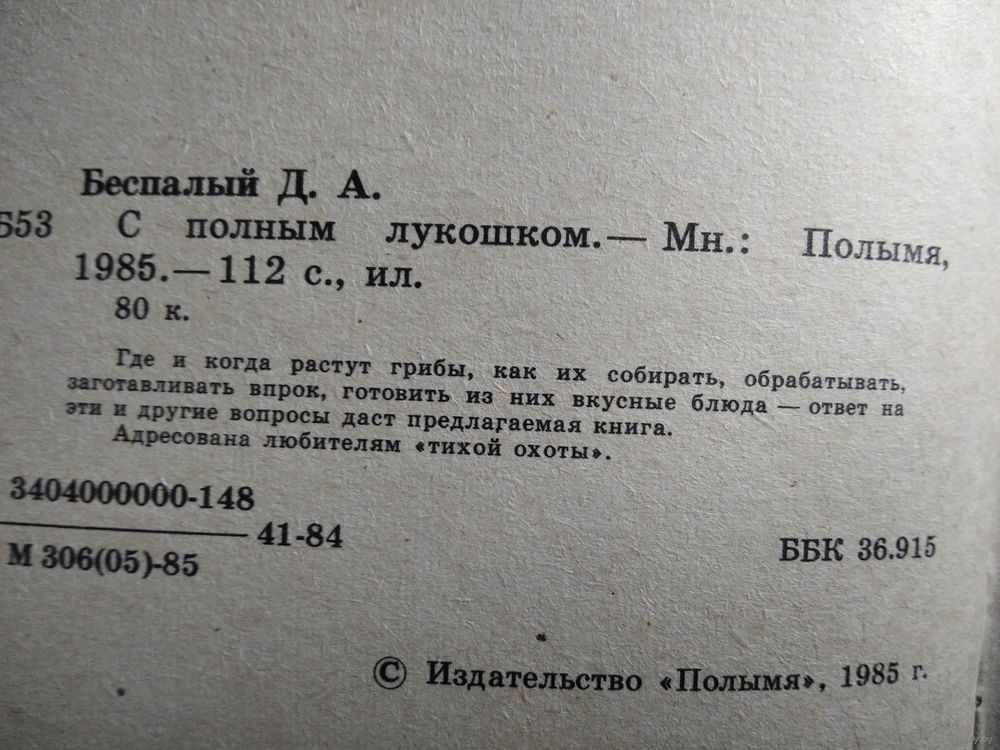 Беспалый Д. А.
Б53 С полным лукошком.— Мн.: Полымя,
1985.—112 с., ил.
80 к.
Где и когда растут грибы, как их собирать, обрабатывать,
заготавливать впрок, готовить из них вкусные блюда — ответ на
эти и другие вопросы даст предлагаемая книга.
Адресована любителям «тихой охоты».
3404000000-148
41-84
М 306(05)-85
ББК 36.915
© Издательство «Полымя», 1985 г.